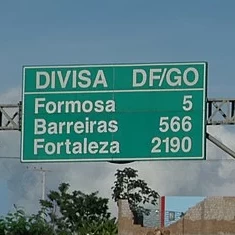 DIVISA DF/GO
Formosa 5
Barreiras 566
Fortaleza 2190